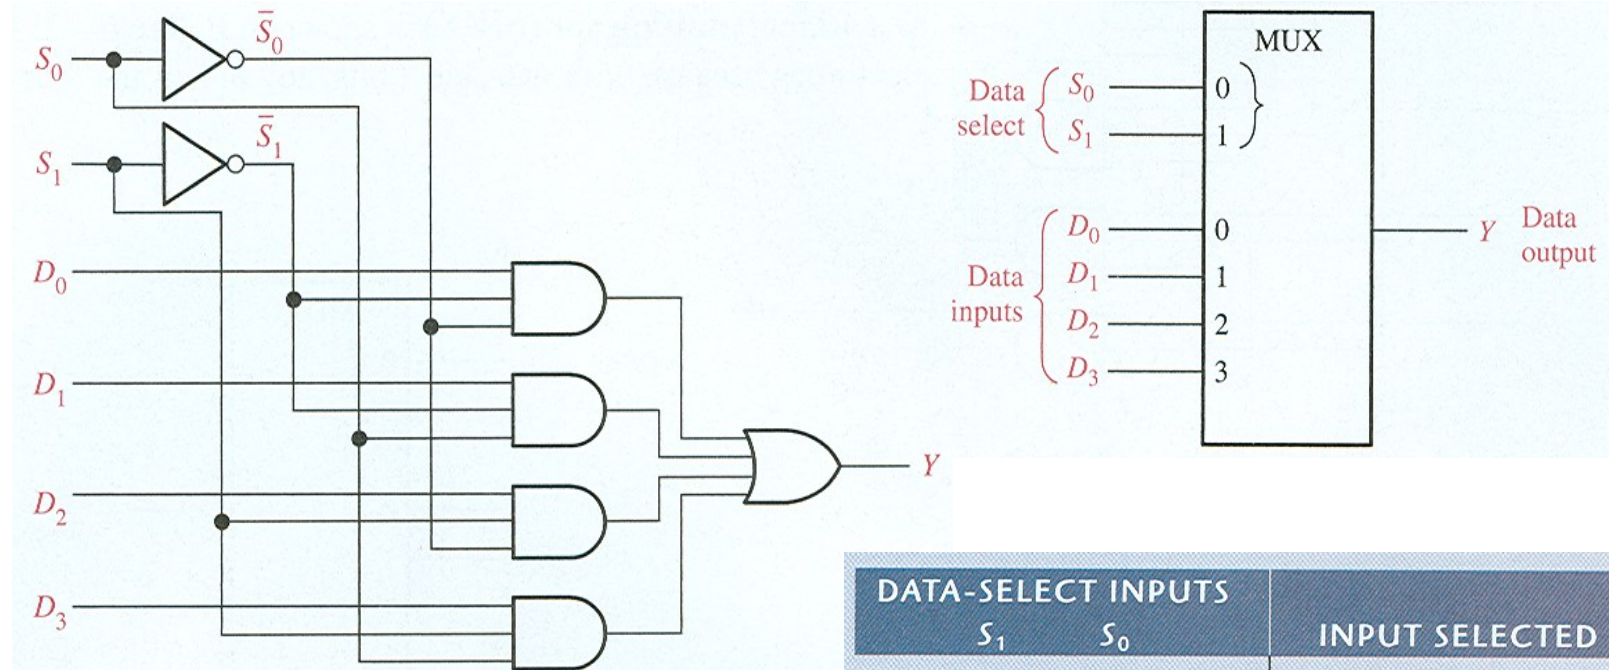 S₀
S̅₀
S₁
S̅₁
D₀
D₁
D₂
D₃
Y
MUX
Data
select
S₀
S₁
0
1
Data
inputs
D₀
D₁
D₂
D₃
0
1
2
3
Y
Data
output
DATA-SELECT INPUTS
S₁ S₀
INPUT SELECTED